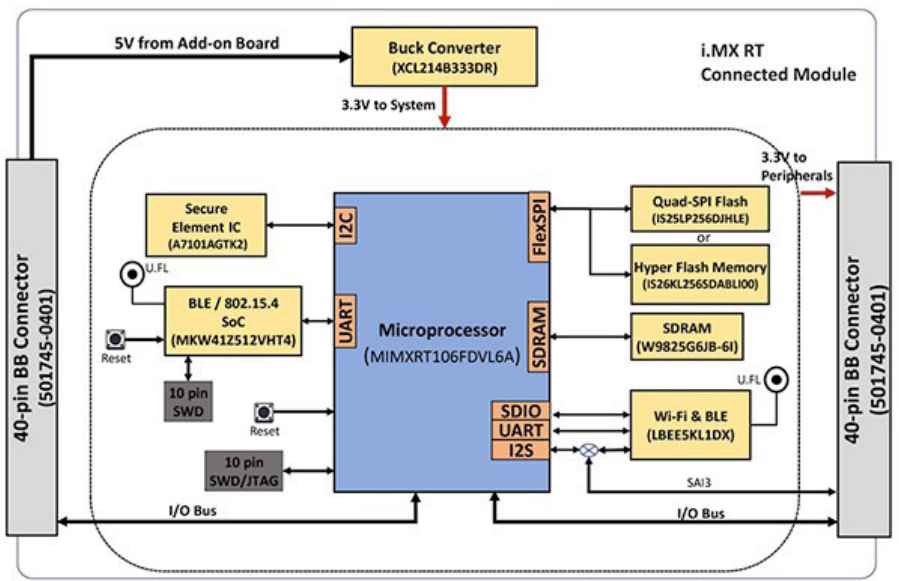 5V from Add-on Board
Buck Converter
(XCL214B333DR)
i.MX RT
Connected Module
3.3V to System
3.3V to
Peripherals
40-pin BB Connector
(501745-0401)
Secure
Element IC
(A7101AGTK2)
I2C
U.FL
BLE / 802.15.4
SoC
(MKW41Z512VHT4)
UART
Reset
10 pin
SWD
Reset
10 pin
SWD/JTAG
Microprocessor
(MIMXRT106FDVL6A)
FlexSPI
Quad-SPI Flash
(IS25LP256DJHLE)
or
Hyper Flash Memory
(IS26KL256SDABLI00)
SDRAM
SDRAM
(W9825G6JB-6I)
SDIO
UART
I2S
U.FL
Wi-Fi & BLE
(LBEE5KL1DX)
SAI3
I/O Bus
I/O Bus
40-pin BB Connector
(501745-0401)